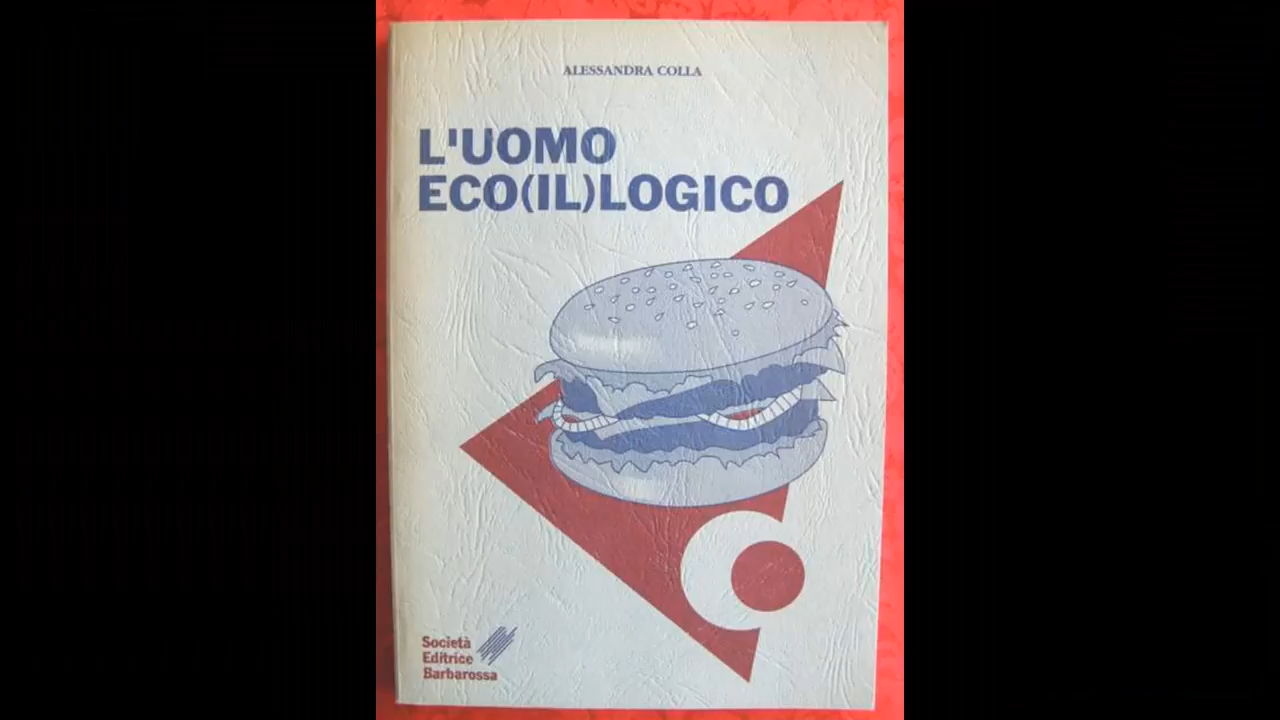 ALESSANDRA COLLA
L'UOMO
ECO(IL)LOGICO
Società
Editrice
Barbarossa